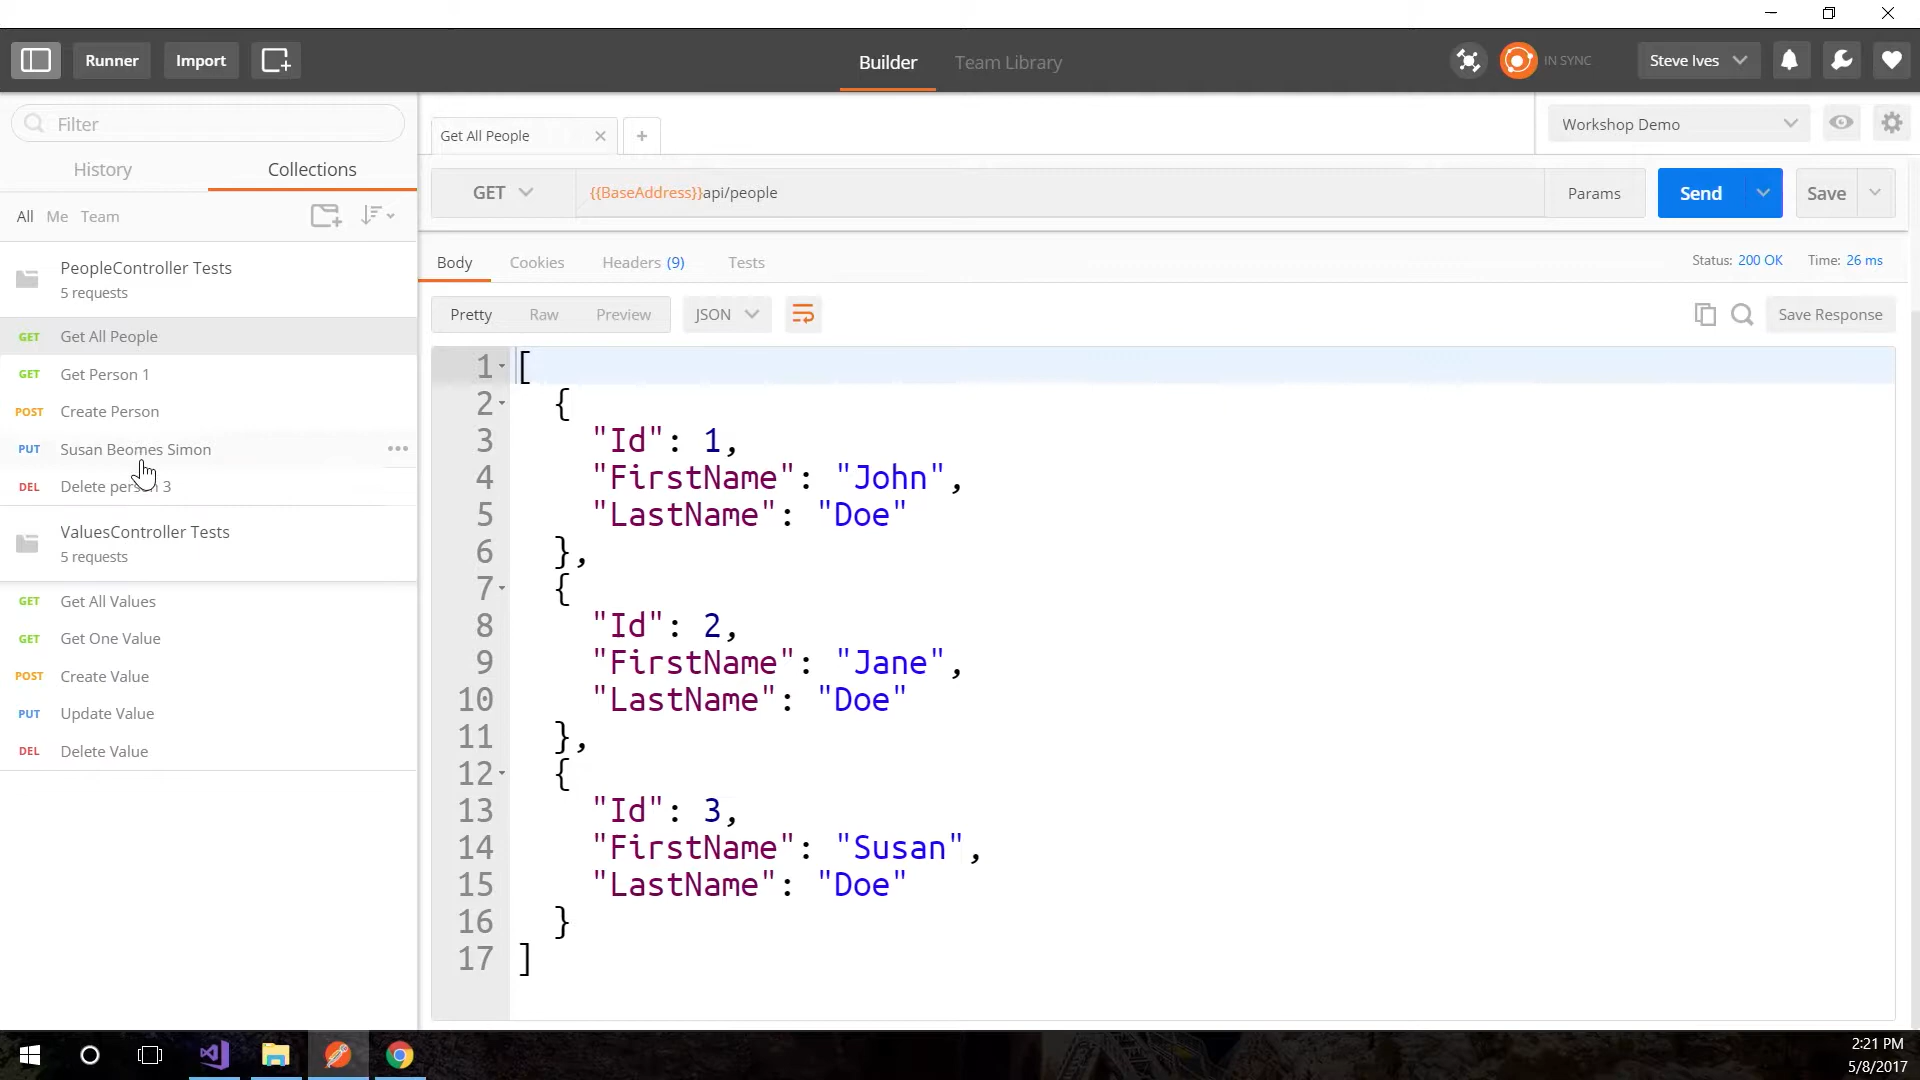 Runner
Import
Builder
Team Library
IN SYNC
Steve Ives
Filter
History
Collections
All Me Team
PeopleController Tests
5 requests
GET Get All People
GET Get Person 1
POST Create Person
PUT Susan Beomes Simon
DEL Delete person 3
ValuesController Tests
5 requests
GET Get All Values
GET Get One Value
POST Create Value
PUT Update Value
DEL Delete Value
Get All People
Workshop Demo
GET {{BaseAddress}}api/people Params Send Save
Body Cookies Headers (9) Tests Status: 200 OK Time: 26 ms
Pretty Raw Preview JSON Save Response
1 [
2 {
3 "Id": 1,
4 "FirstName": "John",
5 "LastName": "Doe"
6 },
7 {
8 "Id": 2,
9 "FirstName": "Jane",
10 "LastName": "Doe"
11 },
12 {
13 "Id": 3,
14 "FirstName": "Susan",
15 "LastName": "Doe"
16 }
17 ]
2:21 PM
5/8/2017